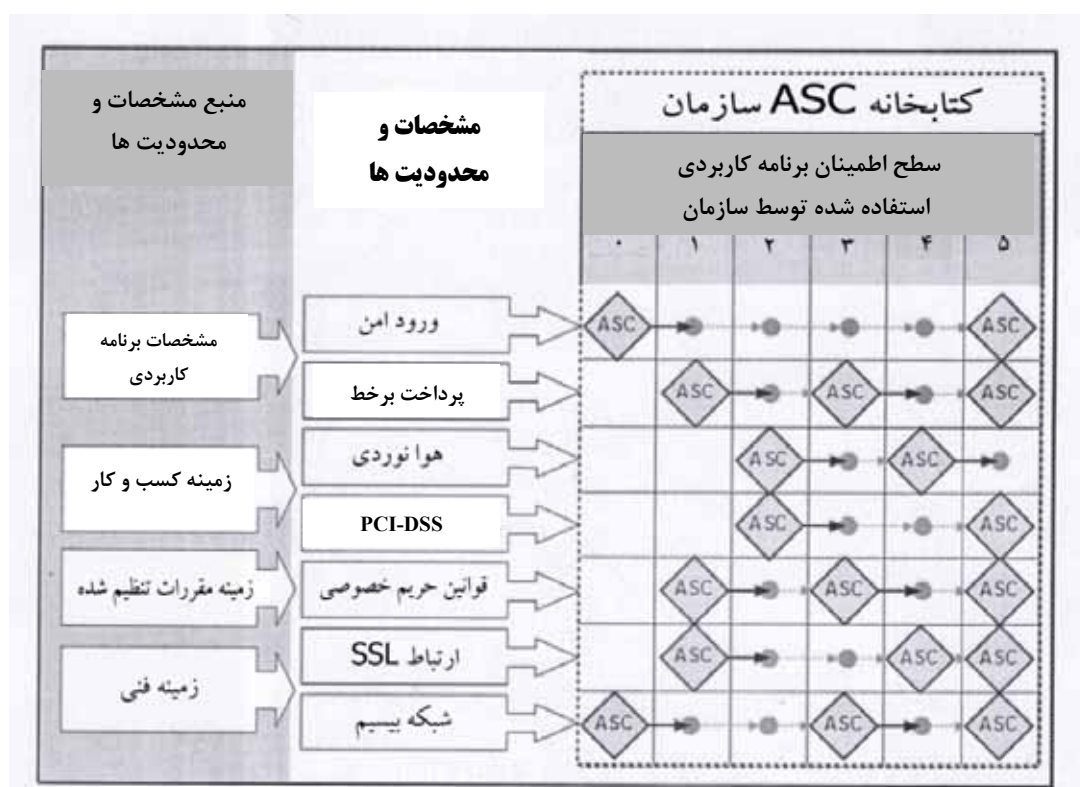 کتابخانه ASC سازمان
منبع مشخصات و
محدودیت ها
مشخصات و
محدودیت ها
سطح اطمینان برنامه کاربردی
استفاده شده توسط سازمان
۰ ۱ ۲ ۳ ۴ ۵
مشخصات برنامه
کاربردی
زمینه کسب و کار
زمینه مقررات تنظیم شده
زمینه فنی
ورود امن
ASC ASC
پرداخت برخط
ASC ASC ASC
هوا نوردی
ASC ASC
PCI-DSS
ASC ASC
قوانین حریم خصوصی
ASC ASC ASC
ارتباط SSL
ASC ASC ASC
شبکه بیسیم
ASC ASC ASC